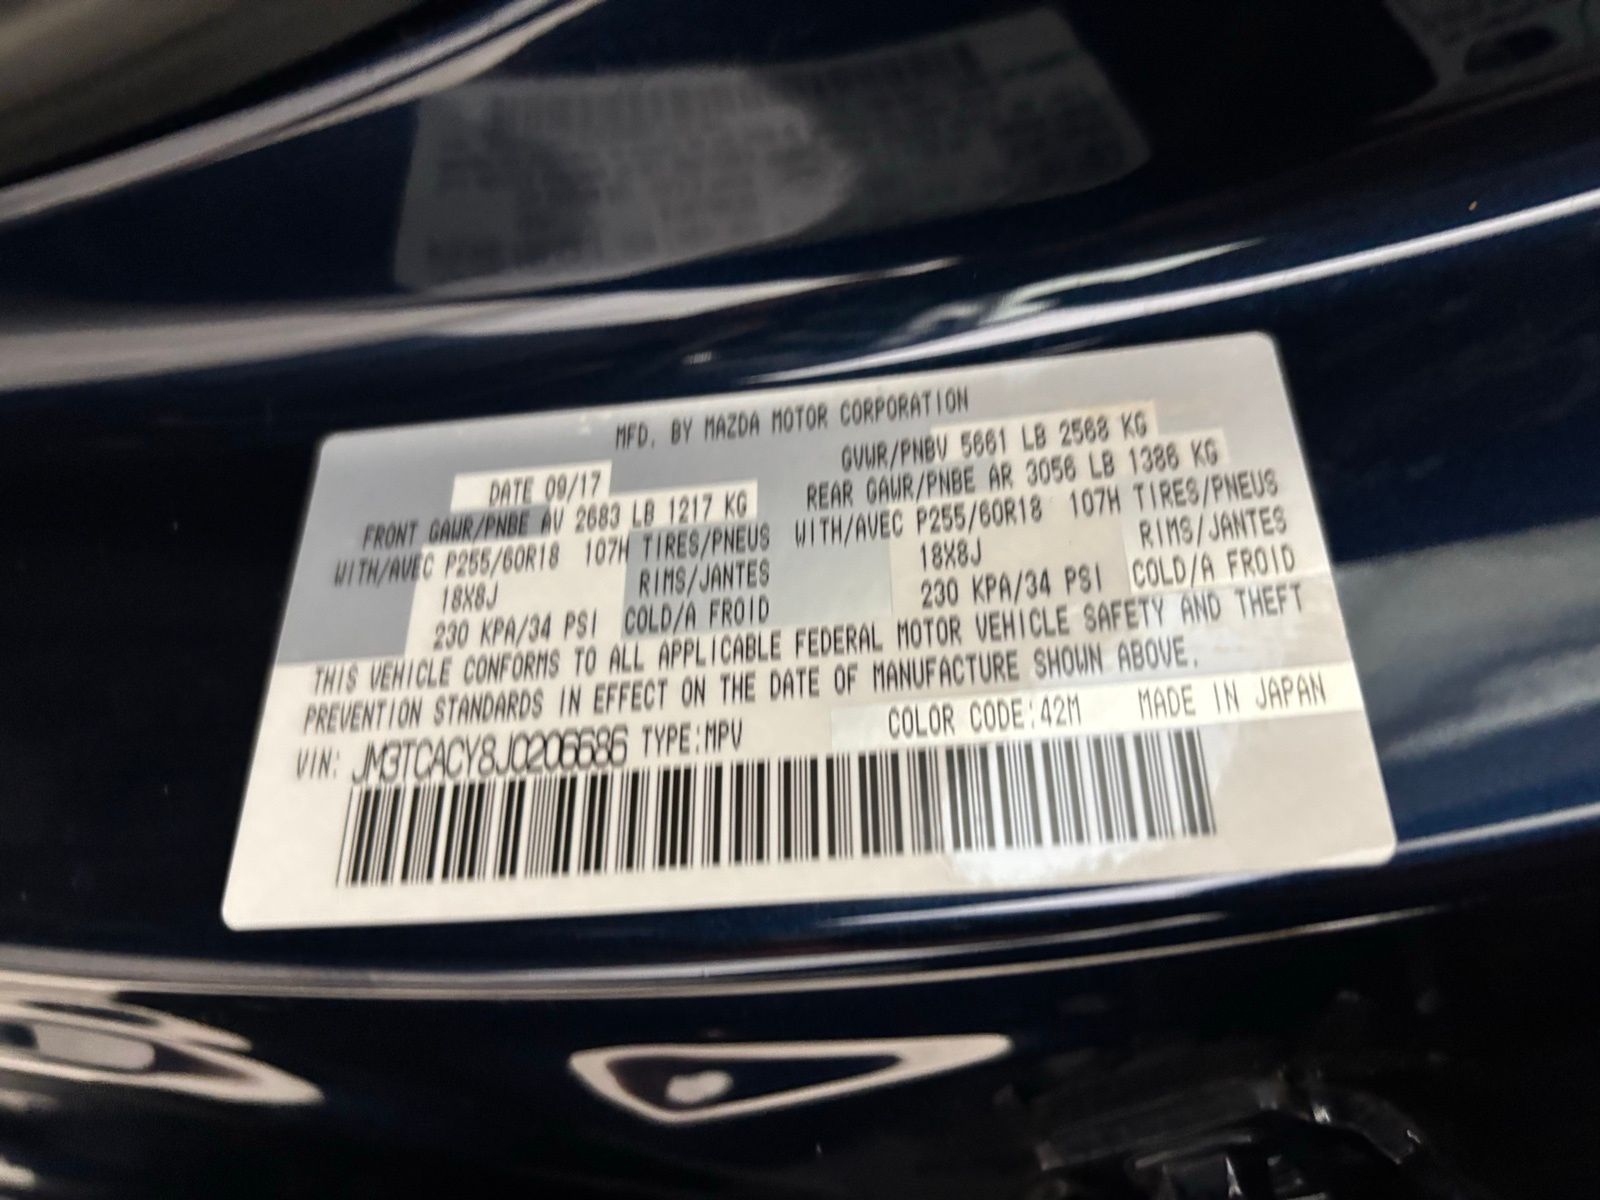 MFD. BY MAZDA MOTOR CORPORATION
DATE 09/17 GVWR/PNBV 5661 LB 2568 KG
FRONT GAWR/PNBE AV 2683 LB 1217 KG REAR GAWR/PNBE AR 3056 LB 1386 KG
WITH/AVEC P255/60R18 107H TIRES/PNEUS WITH/AVEC P255/60R18 107H TIRES/PNEUS
18X8J RIMS/JANTES 18X8J RIMS/JANTES
230 KPA/34 PSI COLD/A FROID 230 KPA/34 PSI COLD/A FROID
THIS VEHICLE CONFORMS TO ALL APPLICABLE FEDERAL MOTOR VEHICLE SAFETY AND THEFT
PREVENTION STANDARDS IN EFFECT ON THE DATE OF MANUFACTURE SHOWN ABOVE.
VIN: JM3TCACY8J0206686 TYPE:MPV COLOR CODE:42M MADE IN JAPAN